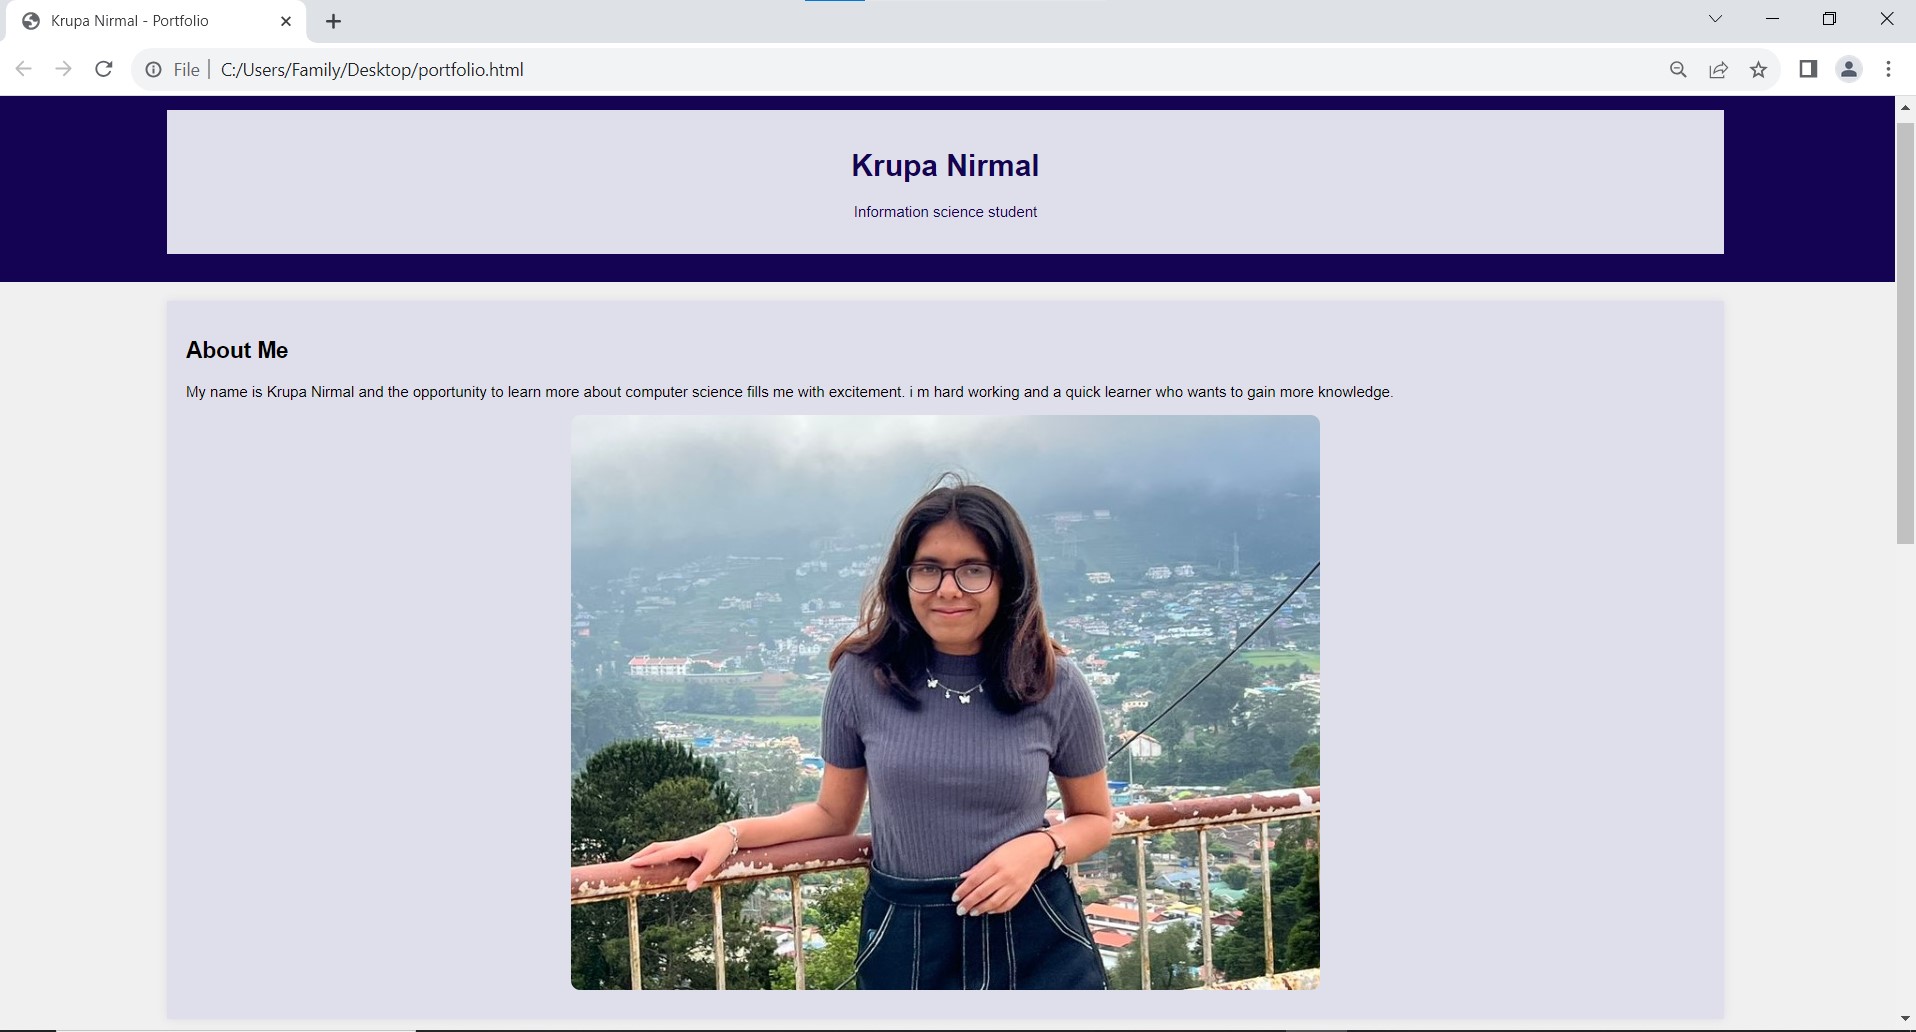 Krupa Nirmal - Portfolio
File C:/Users/Family/Desktop/portfolio.html
Krupa Nirmal
Information science student
About Me
My name is Krupa Nirmal and the opportunity to learn more about computer science fills me with excitement. i m hard working and a quick learner who wants to gain more knowledge.